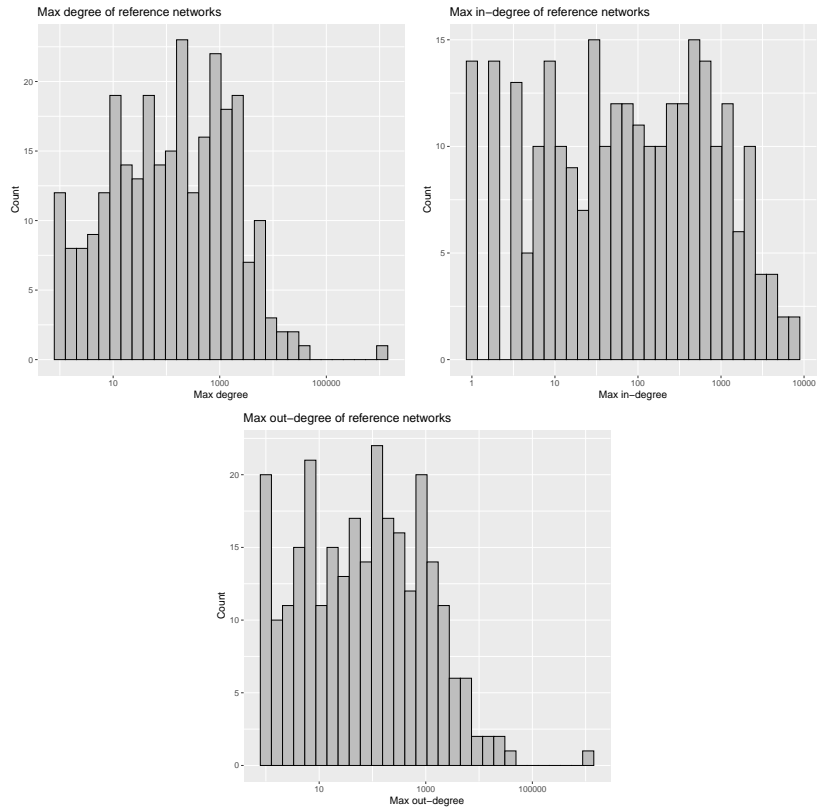 Max degree of reference networks
20
15
10
5
0
Count
10
1000
100000
Max degree
Max in−degree of reference networks
15
10
5
0
Count
1
10
100
1000
10000
Max in−degree
Max out−degree of reference networks
20
15
10
5
0
Count
10
1000
100000
Max out−degree